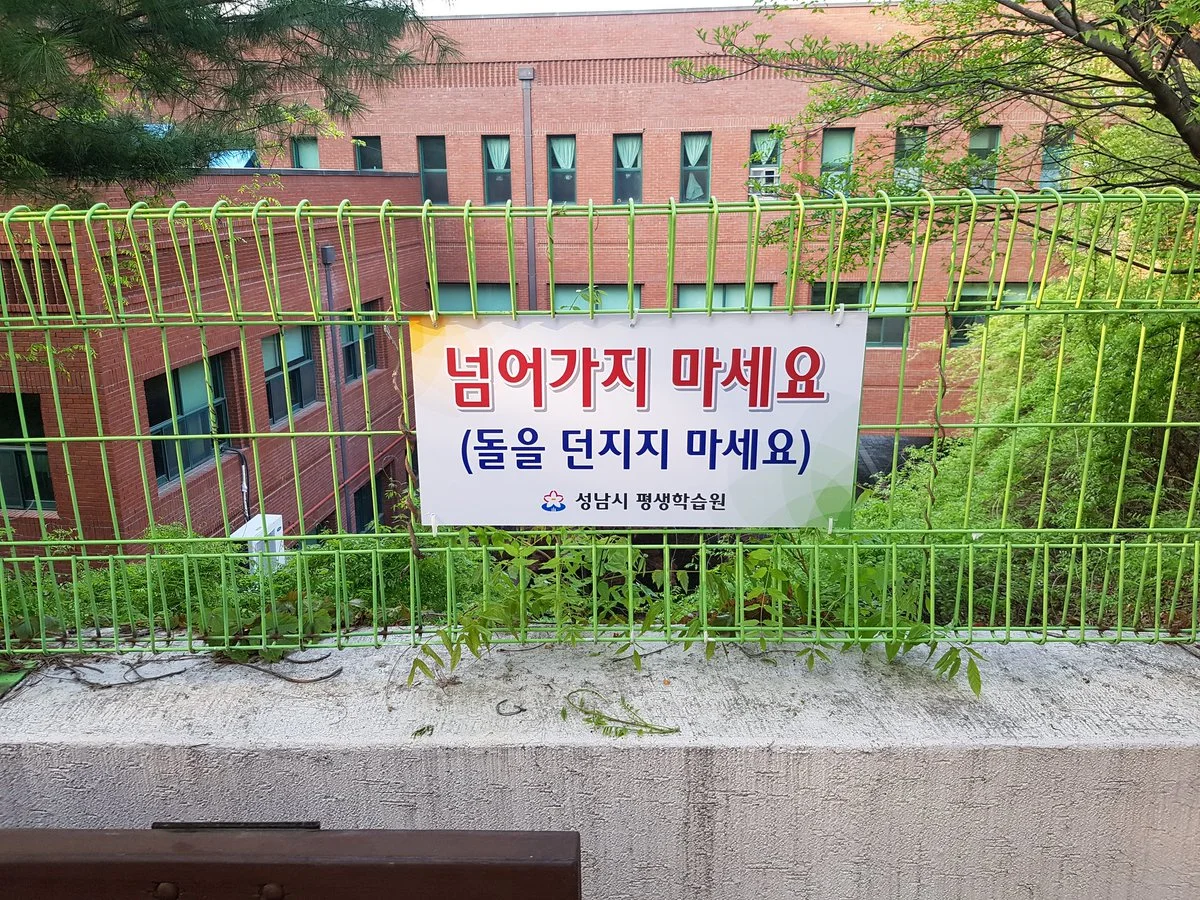 넘어가지 마세요
(돌을 던지지 마세요)
성남시 평생학습원